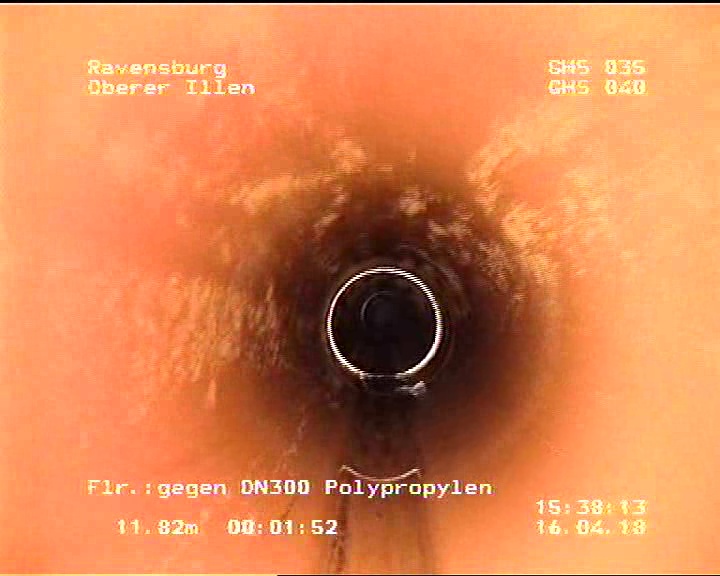 Ravensburg
Oberer Illen
GHS 035
GHS 040
Flr.:gegen DN300 Polypropylen
11.82m 00:01:52
15:38:13
16.04.18